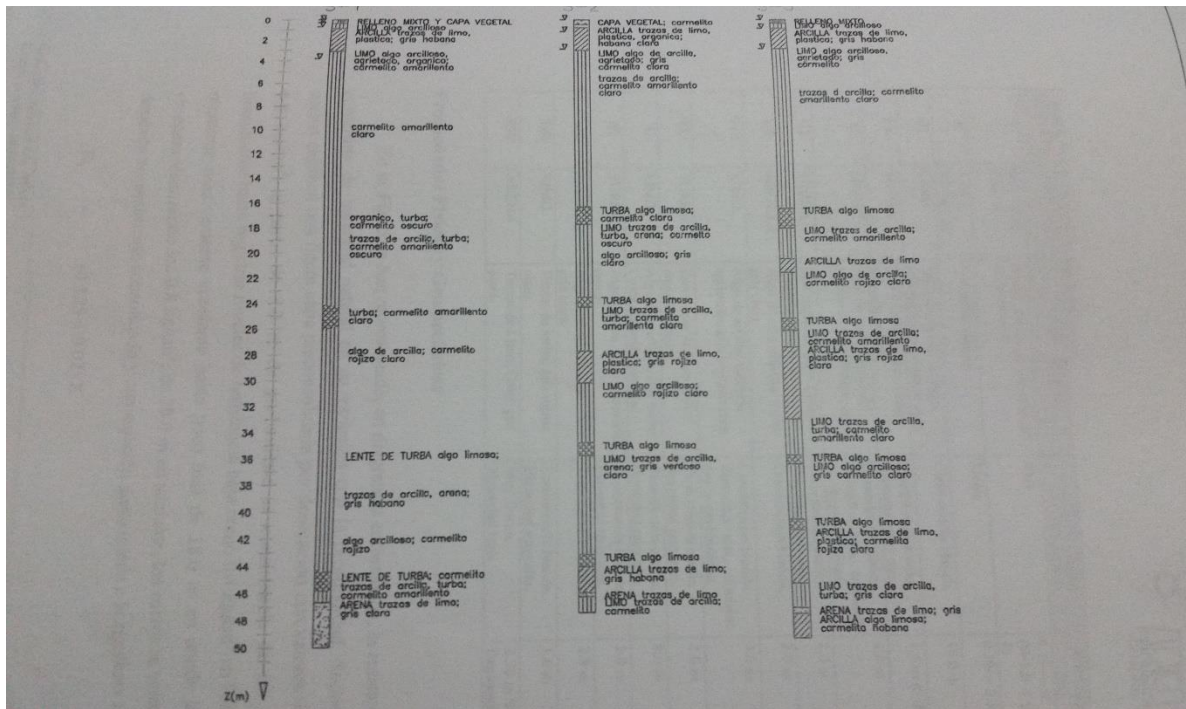 0
2
4
6
8
10
12
14
16
18
20
22
24
26
28
30
32
34
36
38
40
42
44
46
48
50
Z(m)
RELLENO MIXTO Y CAPA VEGETAL
LIMO algo arcilloso
ARCILLA trazas de limo,
plastica; gris habano
LIMO algo arcilloso,
agrietado, organico;
carmelito amarillento
carmelito amarillento
claro
organico, turba;
carmelito oscuro
trazas de arcilla, turba;
carmelito amarillento
oscuro
turba; carmelito amarillento
claro
algo de arcilla; carmelito
rojizo claro
LENTE DE TURBA algo limosa;
trazas de arcilla, arena;
gris habano
algo arcilloso; carmelito
rojizo
LENTE DE TURBA; carmelito
trazas de arcilla, turba;
carmelito amarillento
ARENA trazas de limo;
gris clara
CAPA VEGETAL; carmelito
ARCILLA trazas de limo,
plastica, organica;
habano claro
LIMO algo de arcilla,
agrietado; gris
carmelito claro
trazas de arcilla;
carmelito amarillento
claro
TURBA algo limosa;
carmelita clara
LIMO trazas de arcilla,
turba, arena; carmelito
oscuro
algo arcilloso; gris
claro
TURBA algo limosa
LIMO trazas de arcilla,
turba; carmelito
amarillento claro
ARCILLA trazas de limo,
plastica; gris rojiza
clara
LIMO algo arcilloso;
carmelito rojizo claro
TURBA algo limosa
LIMO trazas de arcilla,
arena; gris verdoso
claro
TURBA algo limosa
ARCILLA trazas de limo;
gris habana
ARENA trazas de limo
LIMO trazas de arcilla;
carmelito
RELLENO MIXTO
LIMO algo arcilloso
ARCILLA trazas de limo,
plastica; gris habano
LIMO algo arcilloso,
agrietado; gris
carmelito
trazas d arcilla; carmelito
amarillento claro
TURBA algo limosa
LIMO trazas de arcilla;
carmelito amarillento
ARCILLA trazas de limo
LIMO algo de arcilla;
carmelito rojizo claro
TURBA algo limosa
LIMO trazas de arcilla;
carmelito amarillento
ARCILLA trazas de limo,
plastica; gris rojizo
claro
LIMO trazas de arcilla,
turba; carmelito
amarillento claro
TURBA algo limosa
LIMO algo arcilloso;
gris carmelito claro
TURBA algo limosa
ARCILLA trazas de limo,
plastica; carmelita
rojiza clara
LIMO trazas de arcilla,
turba; gris claro
ARENA trazas de limo; gris
ARCILLA algo limosa;
carmelito habano